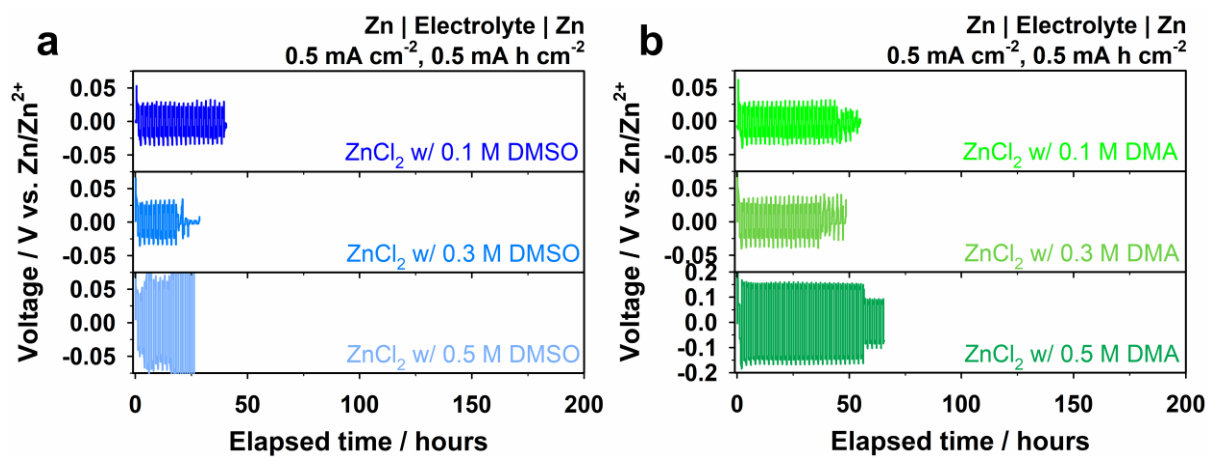 a
Zn | Electrolyte | Zn
0.5 mA cm⁻², 0.5 mA h cm⁻²
Voltage / V vs. Zn/Zn²⁺
0.05
0.00
-0.05
ZnCl₂ w/ 0.1 M DMSO
0.05
0.00
-0.05
ZnCl₂ w/ 0.3 M DMSO
0.05
0.00
-0.05
ZnCl₂ w/ 0.5 M DMSO
0 50 100 150 200
Elapsed time / hours
b
Zn | Electrolyte | Zn
0.5 mA cm⁻², 0.5 mA h cm⁻²
Voltage / V vs. Zn/Zn²⁺
0.05
0.00
-0.05
ZnCl₂ w/ 0.1 M DMA
0.05
0.00
-0.05
ZnCl₂ w/ 0.3 M DMA
0.2
0.1
0.0
-0.1
-0.2
ZnCl₂ w/ 0.5 M DMA
0 50 100 150 200
Elapsed time / hours